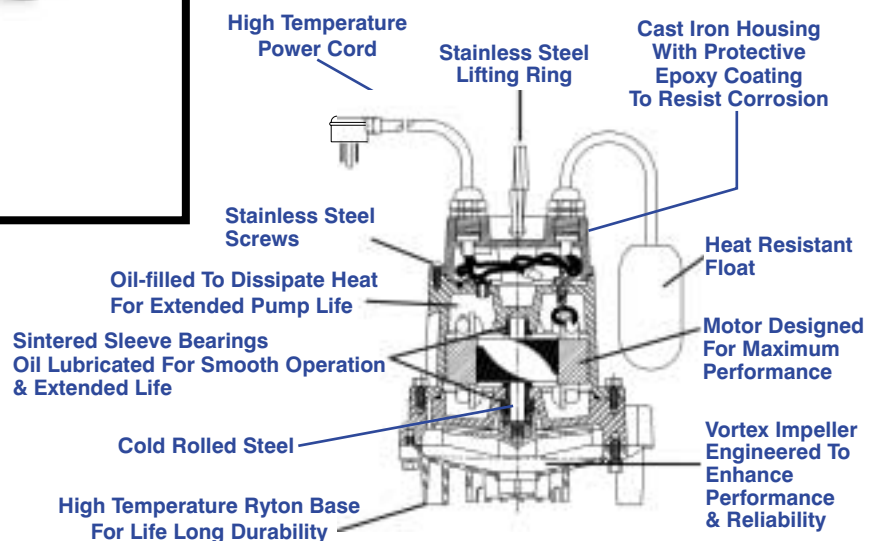 High Temperature
Power Cord
Stainless Steel
Lifting Ring
Cast Iron Housing
With Protective
Epoxy Coating
To Resist Corrosion
Stainless Steel
Screws
Heat Resistant
Float
Oil-filled To Dissipate Heat
For Extended Pump Life
Sintered Sleeve Bearings
Oil Lubricated For Smooth Operation
& Extended Life
Motor Designed
For Maximum
Performance
Cold Rolled Steel
Vortex Impeller
Engineered To
Enhance
Performance
& Reliability
High Temperature Ryton Base
For Life Long Durability